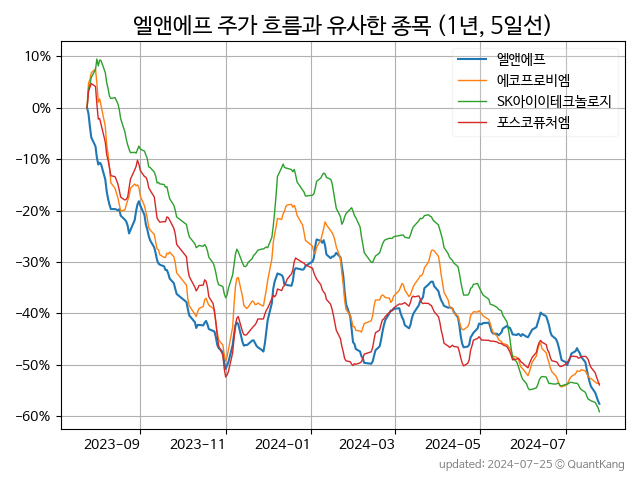 엘앤에프 주가 흐름과 유사한 종목 (1년, 5일선)
엘앤에프
에코프로비엠
SK아이이테크놀로지
포스코퓨처엠
10%
0%
−10%
−20%
−30%
−40%
−50%
−60%
2023-09 2023-11 2024-01 2024-03 2024-05 2024-07
updated: 2024-07-25 © QuantKang